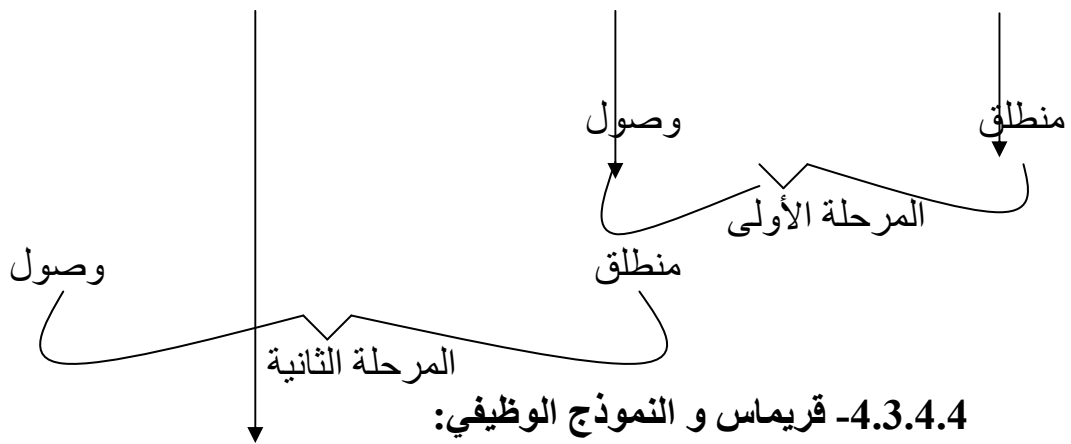 منطلق وصول
المرحلة الأولى
منطلق وصول
المرحلة الثانية
4.3.4.4- قريماس و النموذج الوظيفي: